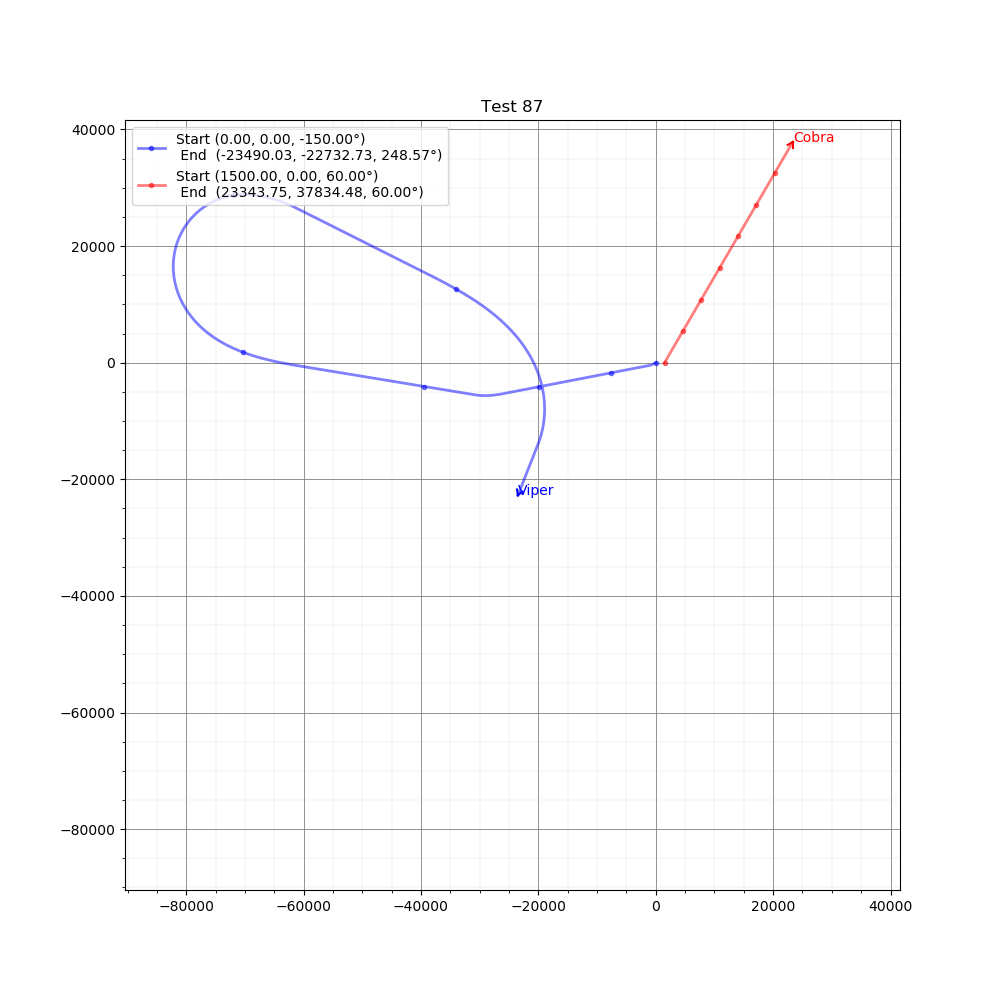 Test 87
Start (0.00, 0.00, -150.00°)
End (-23490.03, -22732.73, 248.57°)
Start (1500.00, 0.00, 60.00°)
End (23343.75, 37834.48, 60.00°)
Cobra
Viper
40000
20000
0
−20000
−40000
−60000
−80000
−80000 −60000 −40000 −20000 0 20000 40000